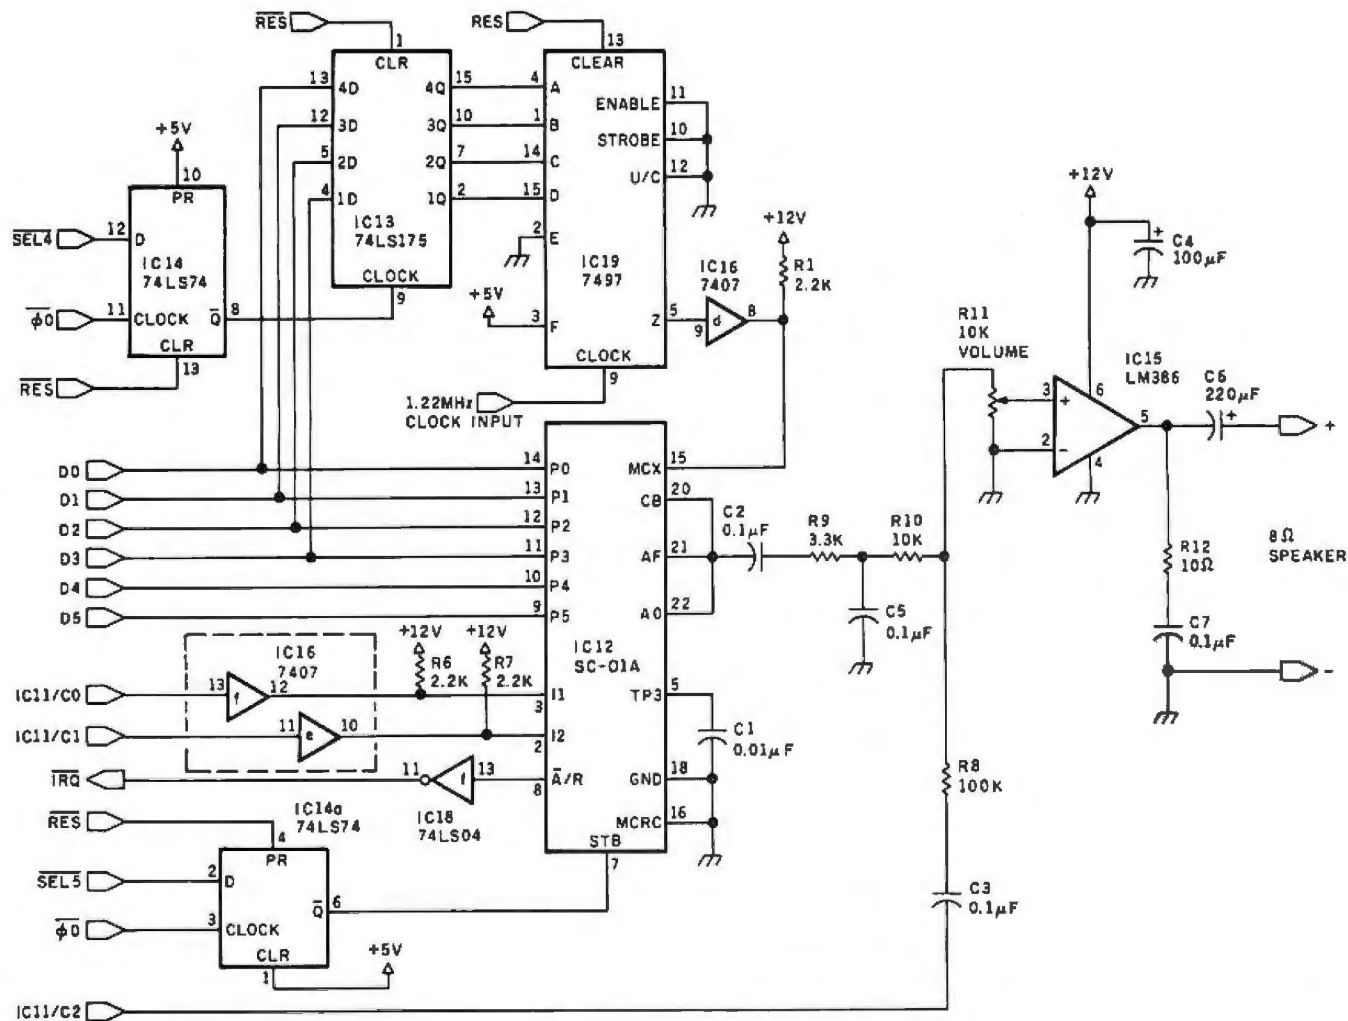 RES
RES
1
CLR
13
CLEAR
13
4D
4Q
15
4
A
12
3D
3Q
10
1
B
5
2D
2Q
7
14
C
4
1D
1Q
2
15
D
2
E
3
F
ENABLE
11
STROBE
10
U/C
12
IC13
74LS175
CLOCK
9
IC19
7497
Z
5
CLOCK
9
+5V
1.22MHz
CLOCK INPUT
+5V
10
PR
SEL4
12
D
IC14
74LS74
φ0
11
CLOCK
Q
8
CLR
13
RES
IC16
7407
9
d
8
+12V
R1
2.2K
D0
14
P0
D1
13
P1
D2
12
P2
D3
11
P3
D4
10
P4
D5
9
P5
MCX
15
CB
20
AF
21
AO
22
IC12
SC-01A
TP3
5
GND
18
MCRC
16
STB
7
IC16
7407
IC11/C0
13
f
12
IC11/C1
11
e
10
+12V
R6
2.2K
+12V
R7
2.2K
I1
3
I2
2
A/R
8
IRQ
11
f
13
IC18
74LS04
IC14a
74LS74
RES
4
PR
SEL5
2
D
Q
6
φ0
3
CLOCK
CLR
1
+5V
IC11/C2
C2
0.1μF
R9
3.3K
R10
10K
C5
0.1μF
C1
0.01μF
R8
100K
C3
0.1μF
R11
10K
VOLUME
+12V
C4
100μF
+
IC15
LM386
3
+
2
-
6
4
5
C6
220μF
+
+
R12
10Ω
C7
0.1μF
8Ω
SPEAKER
-